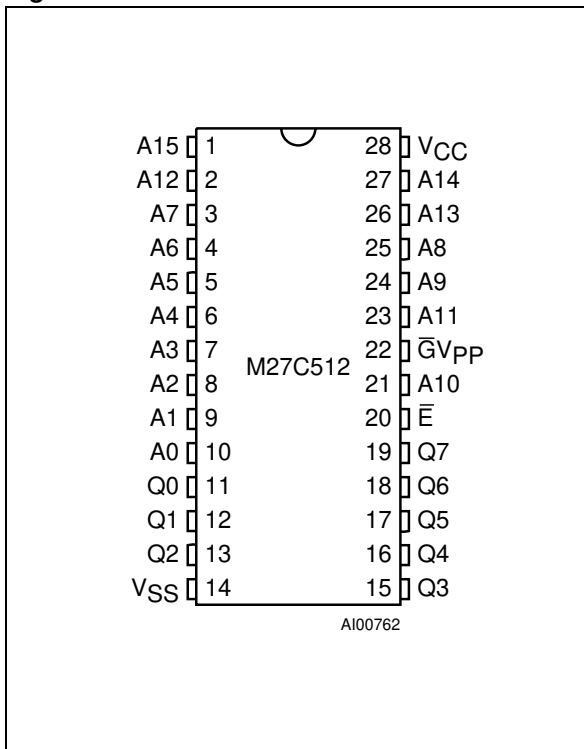 A15 1 28 VCC
A12 2 27 A14
A7 3 26 A13
A6 4 25 A8
A5 5 24 A9
A4 6 23 A11
A3 7 22 G̅VPP
M27C512
A2 8 21 A10
A1 9 20 E̅
A0 10 19 Q7
Q0 11 18 Q6
Q1 12 17 Q5
Q2 13 16 Q4
VSS 14 15 Q3
AI00762